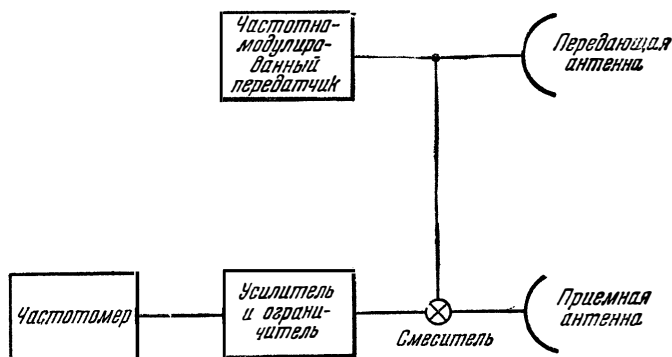 Частотно-
модулиро-
ванный
передатчик
Передающая
антенна
Частотомер
Усилитель
и ограни-
читель
Смеситель
Приемная
антенна